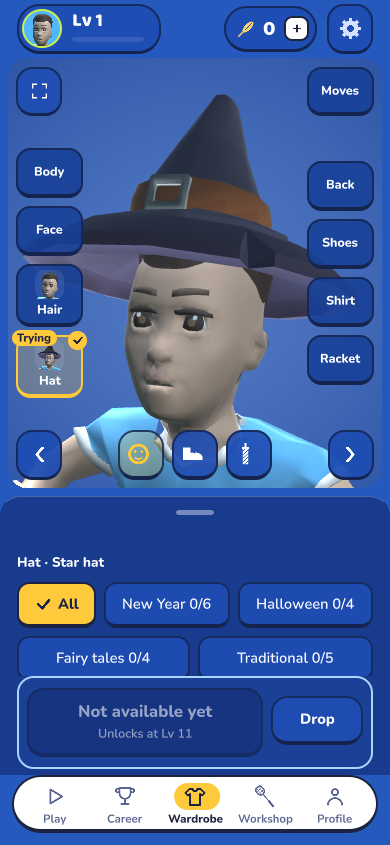 Lv 1
0
+
Moves
Body
Back
Face
Shoes
Hair
Shirt
Trying
Hat
Racket
Hat · Star hat
All
New Year 0/6
Halloween 0/4
Fairy tales 0/4
Traditional 0/5
Not available yet
Unlocks at Lv 11
Drop
Play
Career
Wardrobe
Workshop
Profile